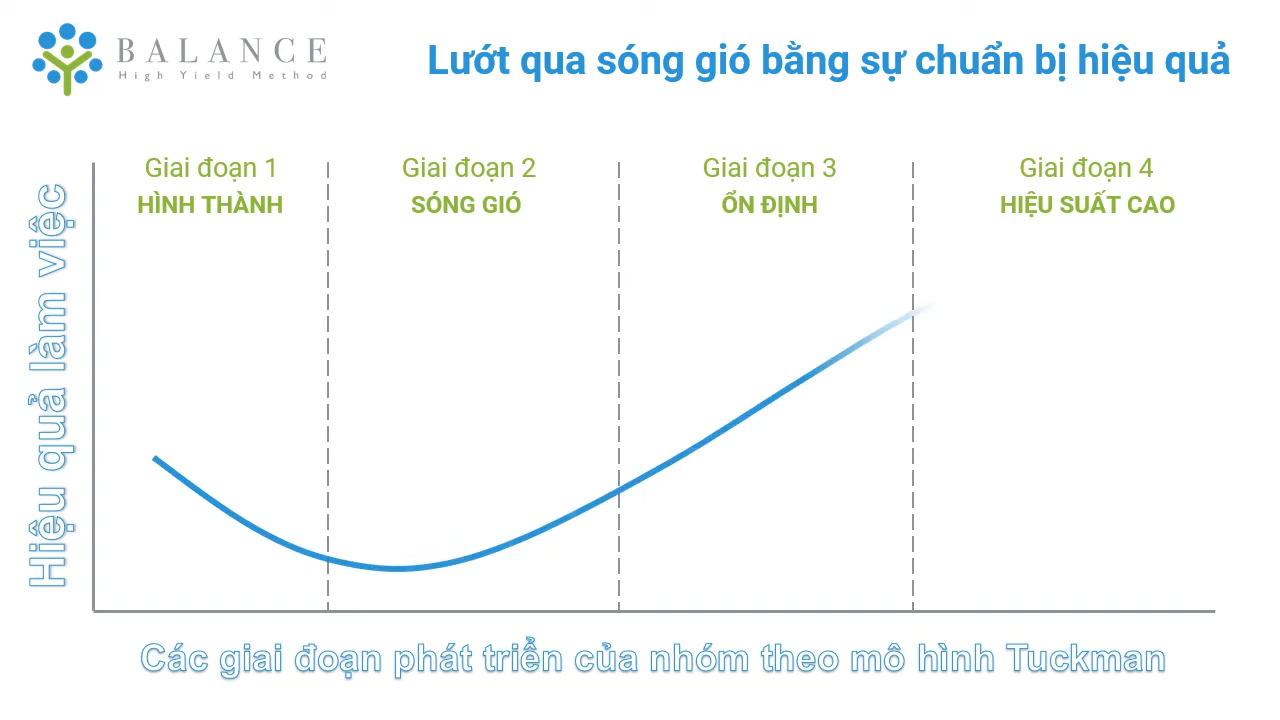 BALANCE
High Yield Method
Lướt qua sóng gió bằng sự chuẩn bị hiệu quả
Giai đoạn 1
HÌNH THÀNH
Giai đoạn 2
SÓNG GIÓ
Giai đoạn 3
ỔN ĐỊNH
Giai đoạn 4
HIỆU SUẤT CAO
Hiệu quả làm việc
Các giai đoạn phát triển của nhóm theo mô hình Tuckman